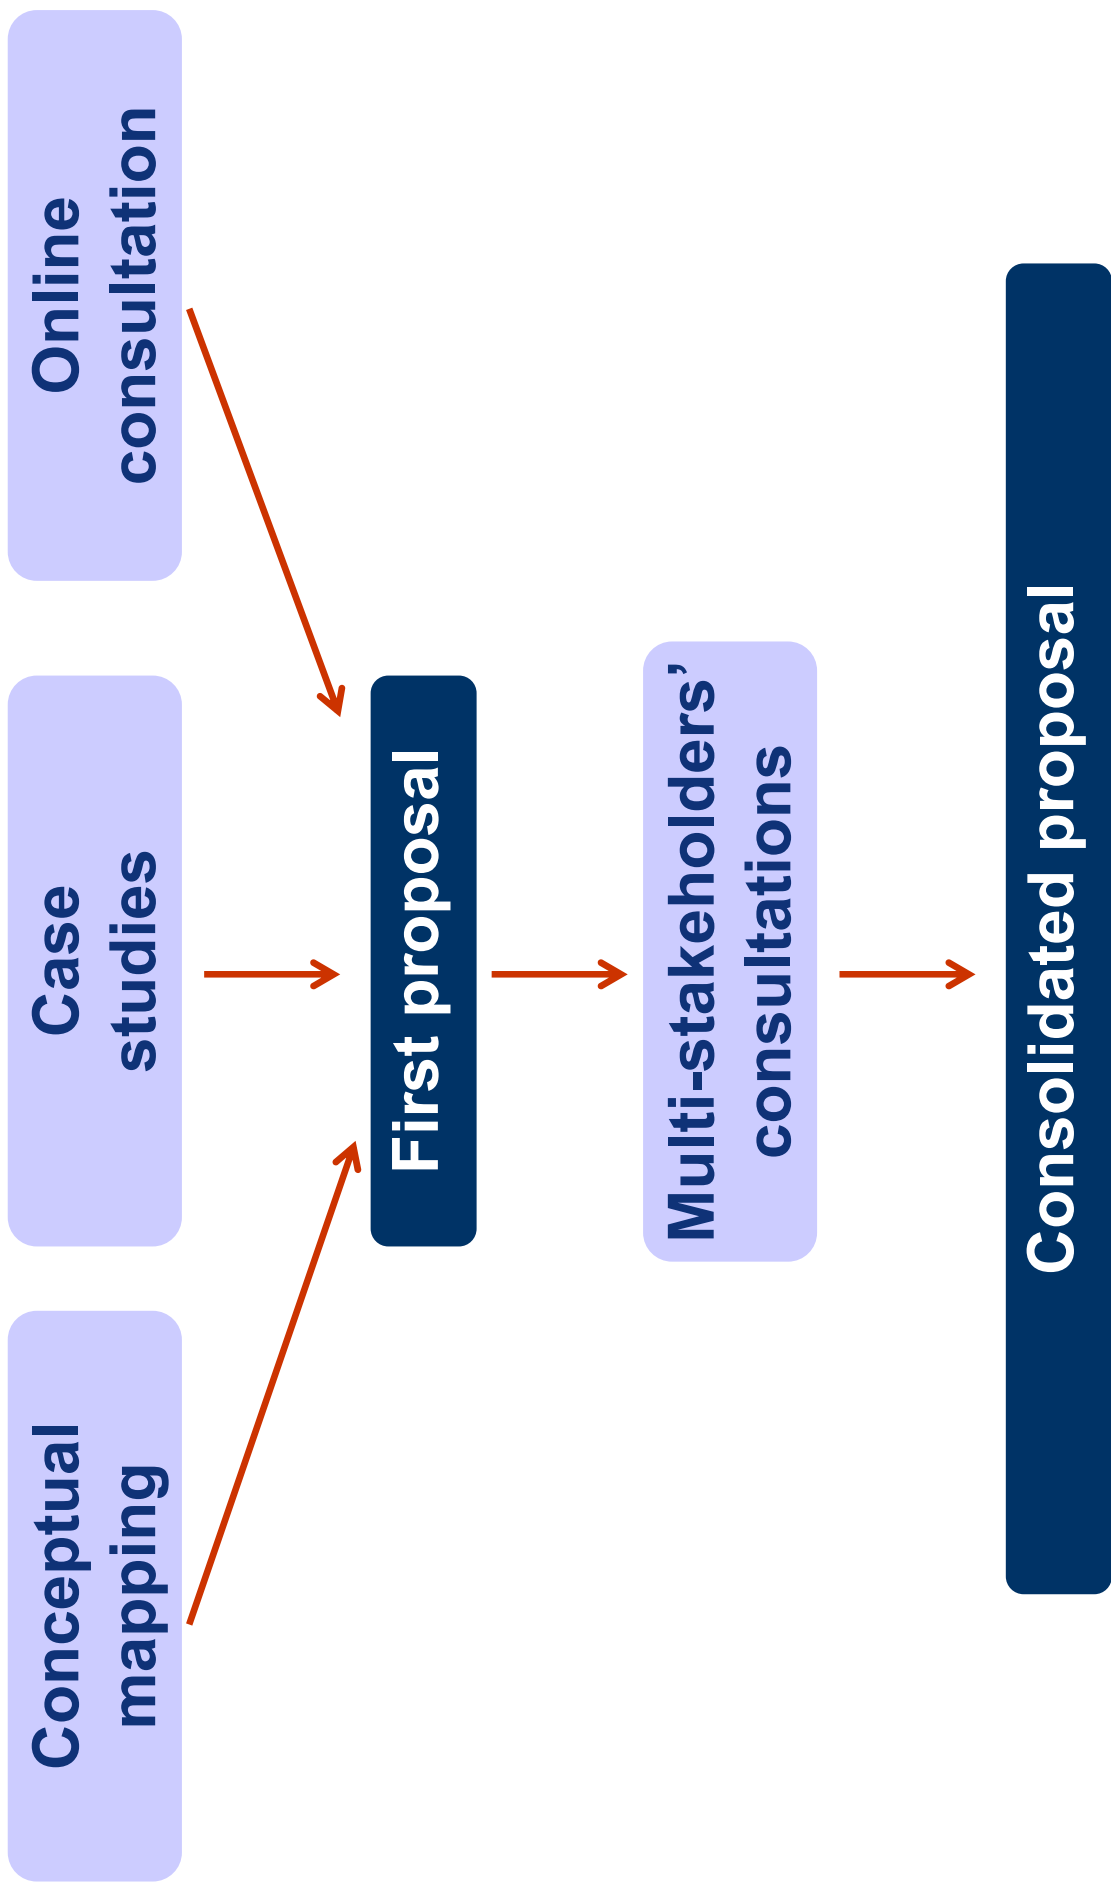 Conceptual
mapping
Case
studies
Online
consultation
First proposal
Multi-stakeholders’
consultations
Consolidated proposal